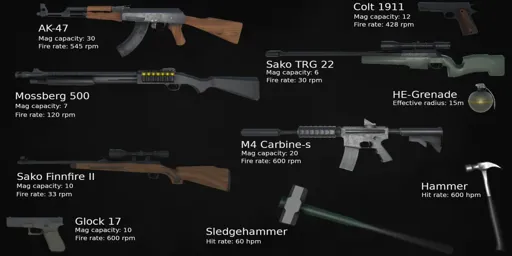 Colt 1911
Mag capacity: 12
Fire rate: 428 rpm
AK-47
Mag capacity: 30
Fire rate: 545 rpm
Sako TRG 22
Mag capacity: 6
Fire rate: 30 rpm
Mossberg 500
Mag capacity: 7
Fire rate: 120 rpm
HE-Grenade
Effective radius: 15m
M4 Carbine-s
Mag capacity: 20
Fire rate: 600 rpm
Sako Finnfire II
Mag capacity: 10
Fire rate: 33 rpm
Hammer
Hit rate: 600 hpm
Glock 17
Mag capacity: 10
Fire rate: 600 rpm
Sledgehammer
Hit rate: 60 hpm